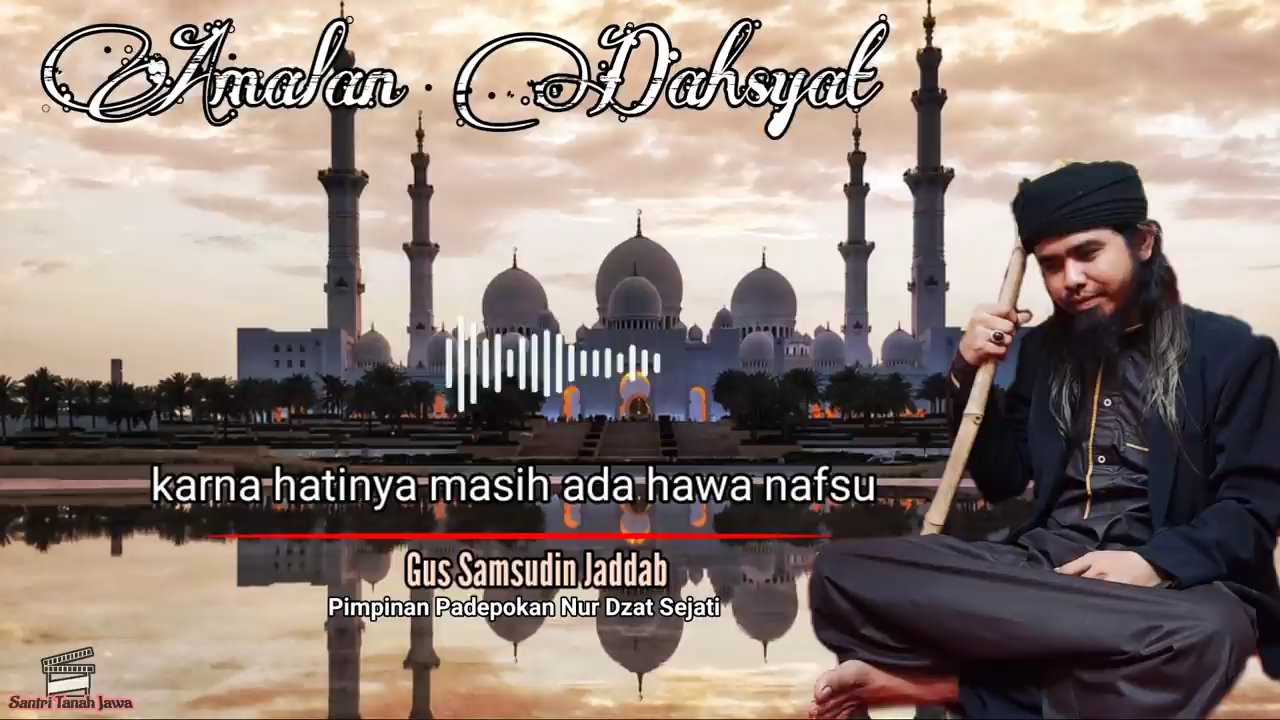 Amalan Dahsyat
karna hatinya masih ada hawa nafsu
Gus Samsudin Jaddab
Pimpinan Padepokan Nur Dzat Sejati
Santri Tanah Jawa